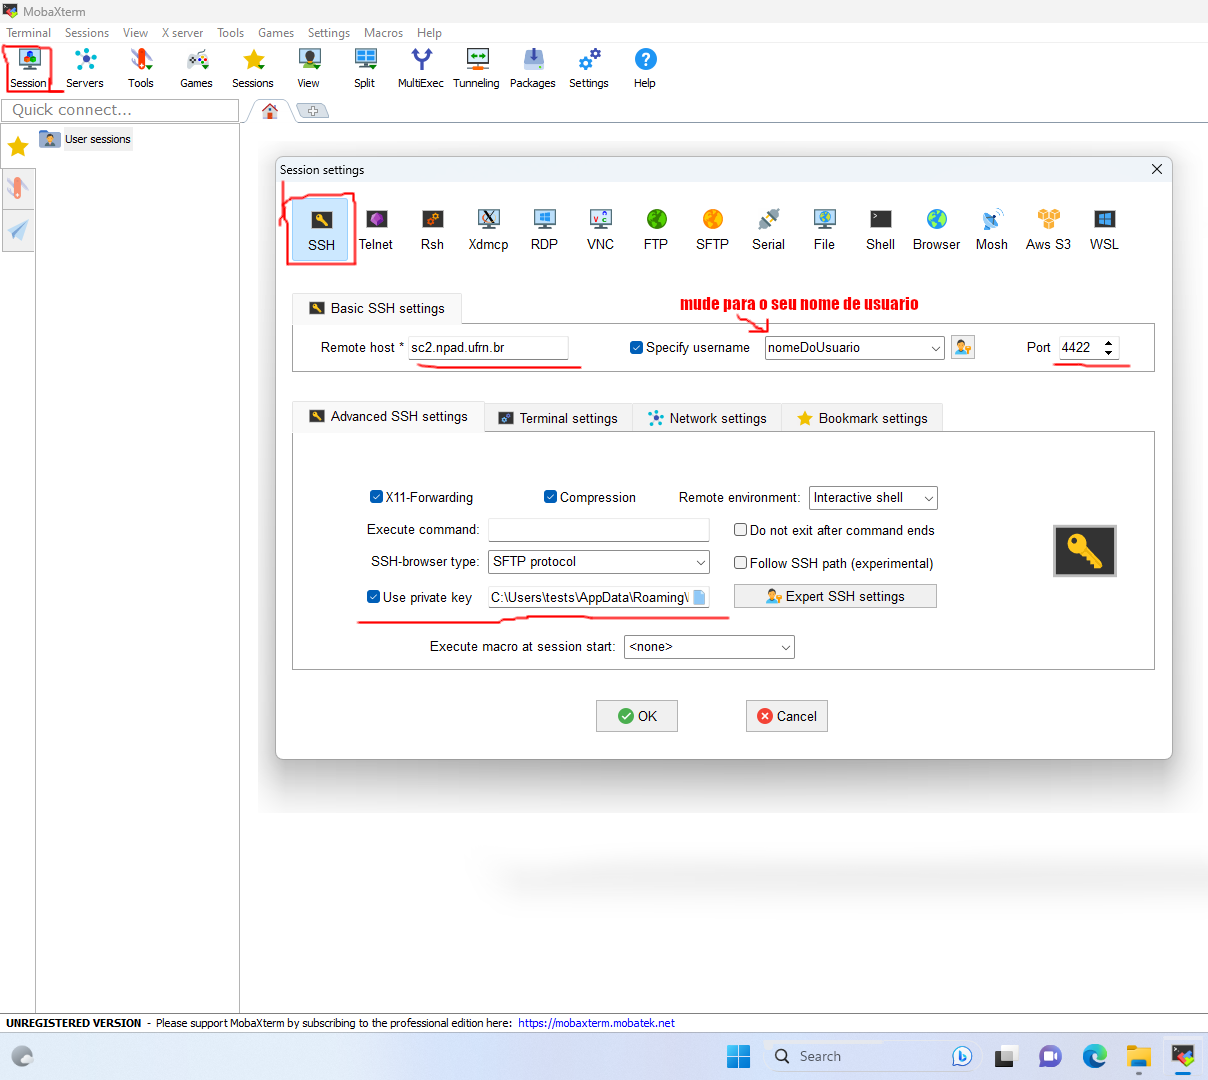 MobaXterm
Terminal Sessions View X server Tools Games Settings Macros Help
Session Servers Tools Games Sessions View Split MultiExec Tunneling Packages Settings Help
Quick connect...
User sessions
Session settings
SSH Telnet Rsh Xdmcp RDP VNC FTP SFTP Serial File Shell Browser Mosh Aws S3 WSL
mude para o seu nome de usuario
Basic SSH settings
Remote host * sc2.npad.ufrn.br Specify username nomeDoUsuario Port 4422
Advanced SSH settings Terminal settings Network settings Bookmark settings
X11-Forwarding Compression Remote environment: Interactive shell
Execute command: Do not exit after command ends
SSH-browser type: SFTP protocol Follow SSH path (experimental)
Use private key C:\Users\tests\AppData\Roaming\ Expert SSH settings
Execute macro at session start: <none>
OK Cancel
UNREGISTERED VERSION - Please support MobaXterm by subscribing to the professional edition here: https://mobaxterm.mobatek.net
Search